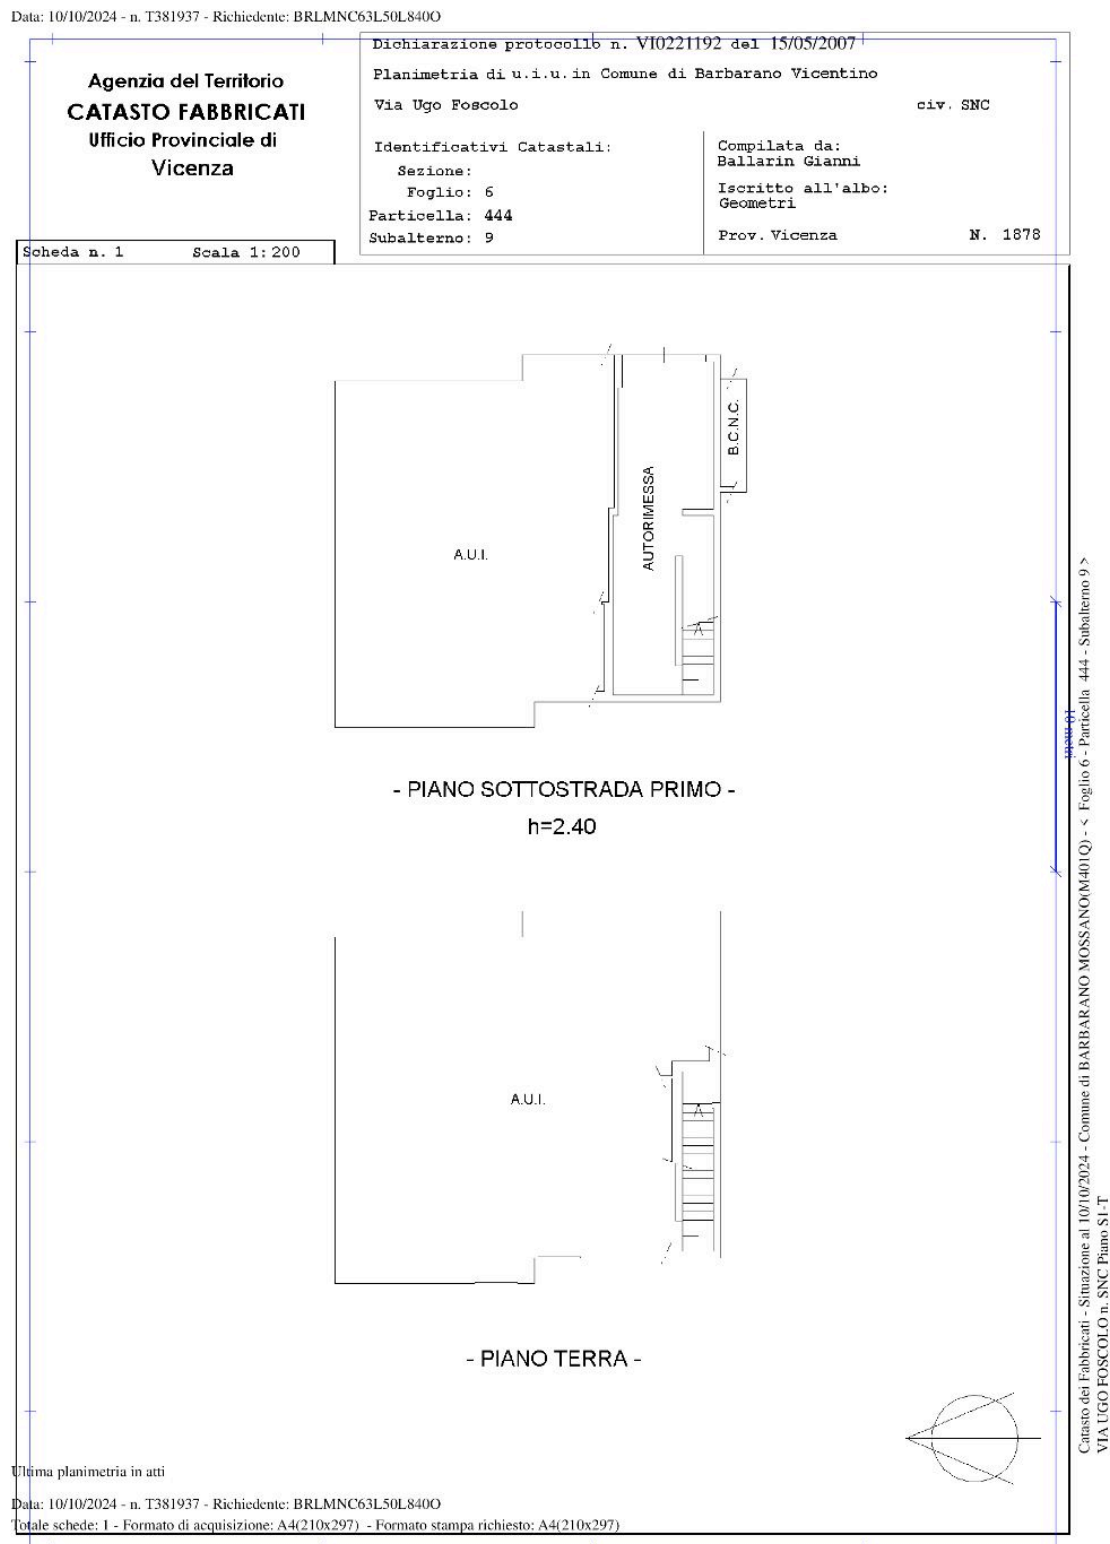 Data: 10/10/2024 - n. T381937 - Richiedente: BRLMNC63L50L840O
Agenzia del Territorio
CATASTO FABBRICATI
Ufficio Provinciale di
Vicenza
Dichiarazione protocollo n. VI0221192 del 15/05/2007
Planimetria di u.i.u. in Comune di Barbarano Vicentino
Via Ugo Foscolo civ. SNC
Identificativi Catastali:
Sezione:
Foglio: 6
Particella: 444
Subalterno: 9
Compilata da:
Ballarin Gianni
Iscritto all'albo:
Geometri
Prov. Vicenza N. 1878
Scheda n. 1 Scala 1:200
B.C.N.C.
AUTORIMESSA
A.U.I.
- PIANO SOTTOSTRADA PRIMO -
h=2.40
A.U.I.
- PIANO TERRA -
10 metri
Catasto dei Fabbricati - Situazione al 10/10/2024 - Comune di BARBARANO MOSSANO(M401Q) - < Foglio 6 - Particella 444 - Subalterno 9 >
VIA UGO FOSCOLO n. SNC Piano S1-T
Ultima planimetria in atti
Data: 10/10/2024 - n. T381937 - Richiedente: BRLMNC63L50L840O
Totale schede: 1 - Formato di acquisizione: A4(210x297) - Formato stampa richiesto: A4(210x297)